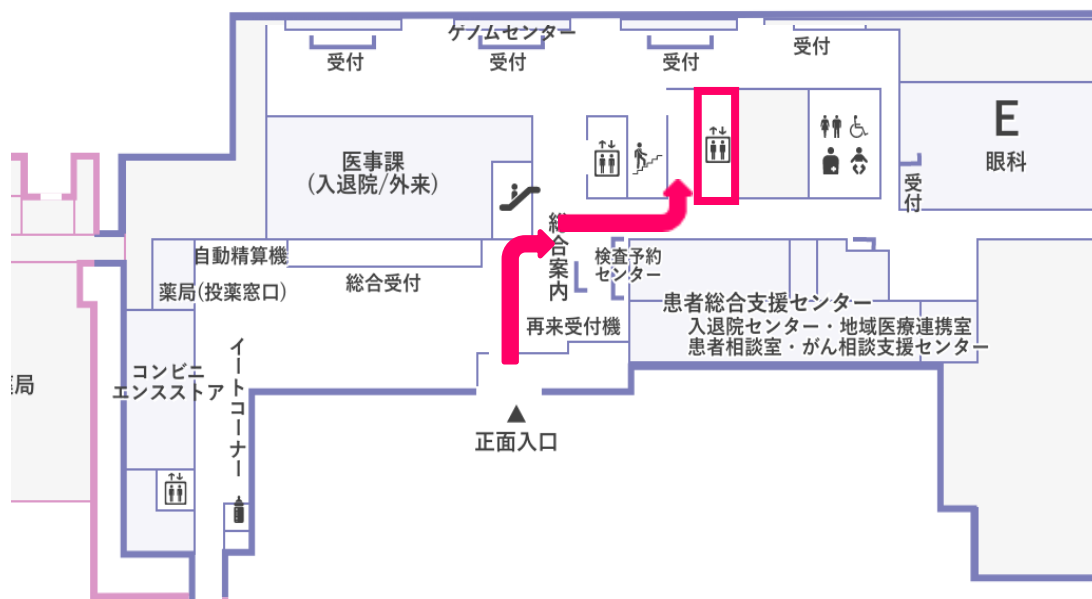 ゲノムセンター
受付
受付
受付
受付
E
眼科
受付
医事課
(入退院/外来)
自動精算機
薬局(投薬窓口)
総合受付
総合案内
検査予約
センター
患者総合支援センター
入退院センター・地域医療連携室
患者相談室・がん相談支援センター
再来受付機
イートコーナー
コンビニ
エンスストア
薬局
正面入口